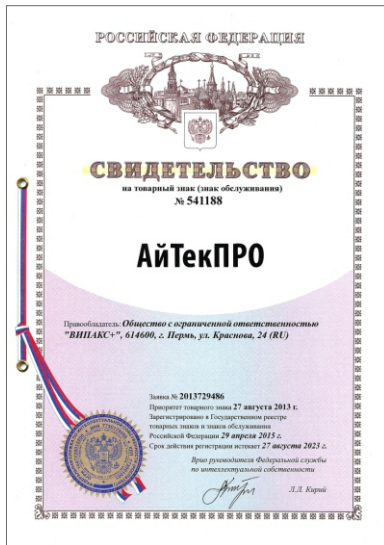 РОССИЙСКАЯ ФЕДЕРАЦИЯ
СВИДЕТЕЛЬСТВО
на товарный знак (знак обслуживания)
№ 541188
АйТекПРО
Правообладатель: Общество с ограниченной ответственностью
"ВИПАКС+", 614600, г. Пермь, ул. Краснова, 24 (RU)
Заявка № 2013729486
Приоритет товарного знака 27 августа 2013 г.
Зарегистрировано в Государственном реестре
товарных знаков и знаков обслуживания
Российской Федерации 29 апреля 2015 г.
Срок действия регистрации истекает 27 августа 2023 г.
Врио руководителя Федеральной службы
по интеллектуальной собственности
Л.Л. Кирий